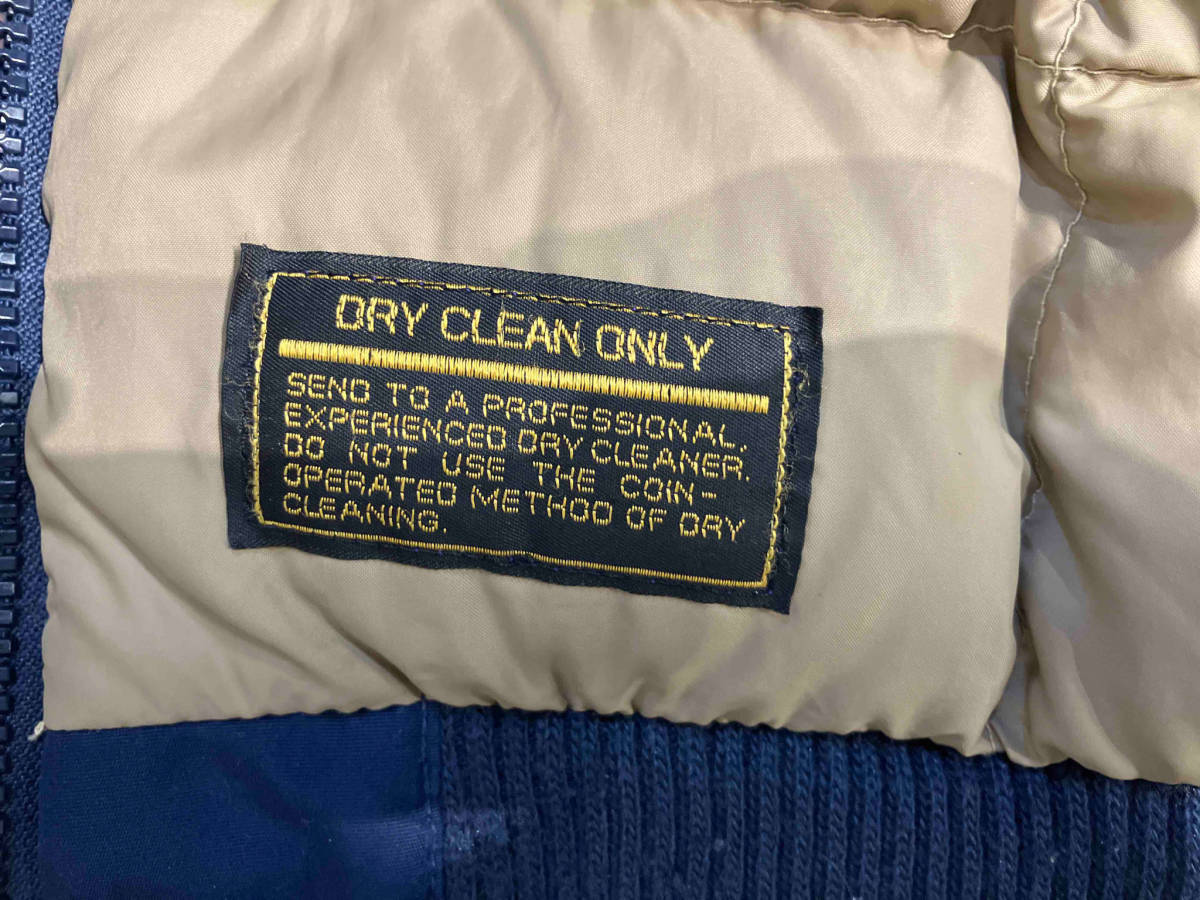 DRY CLEAN ONLY
SEND TO A PROFESSIONAL,
EXPERIENCED DRY CLEANER.
DO NOT USE THE COIN-
OPERATED METHOD OF DRY
CLEANING.